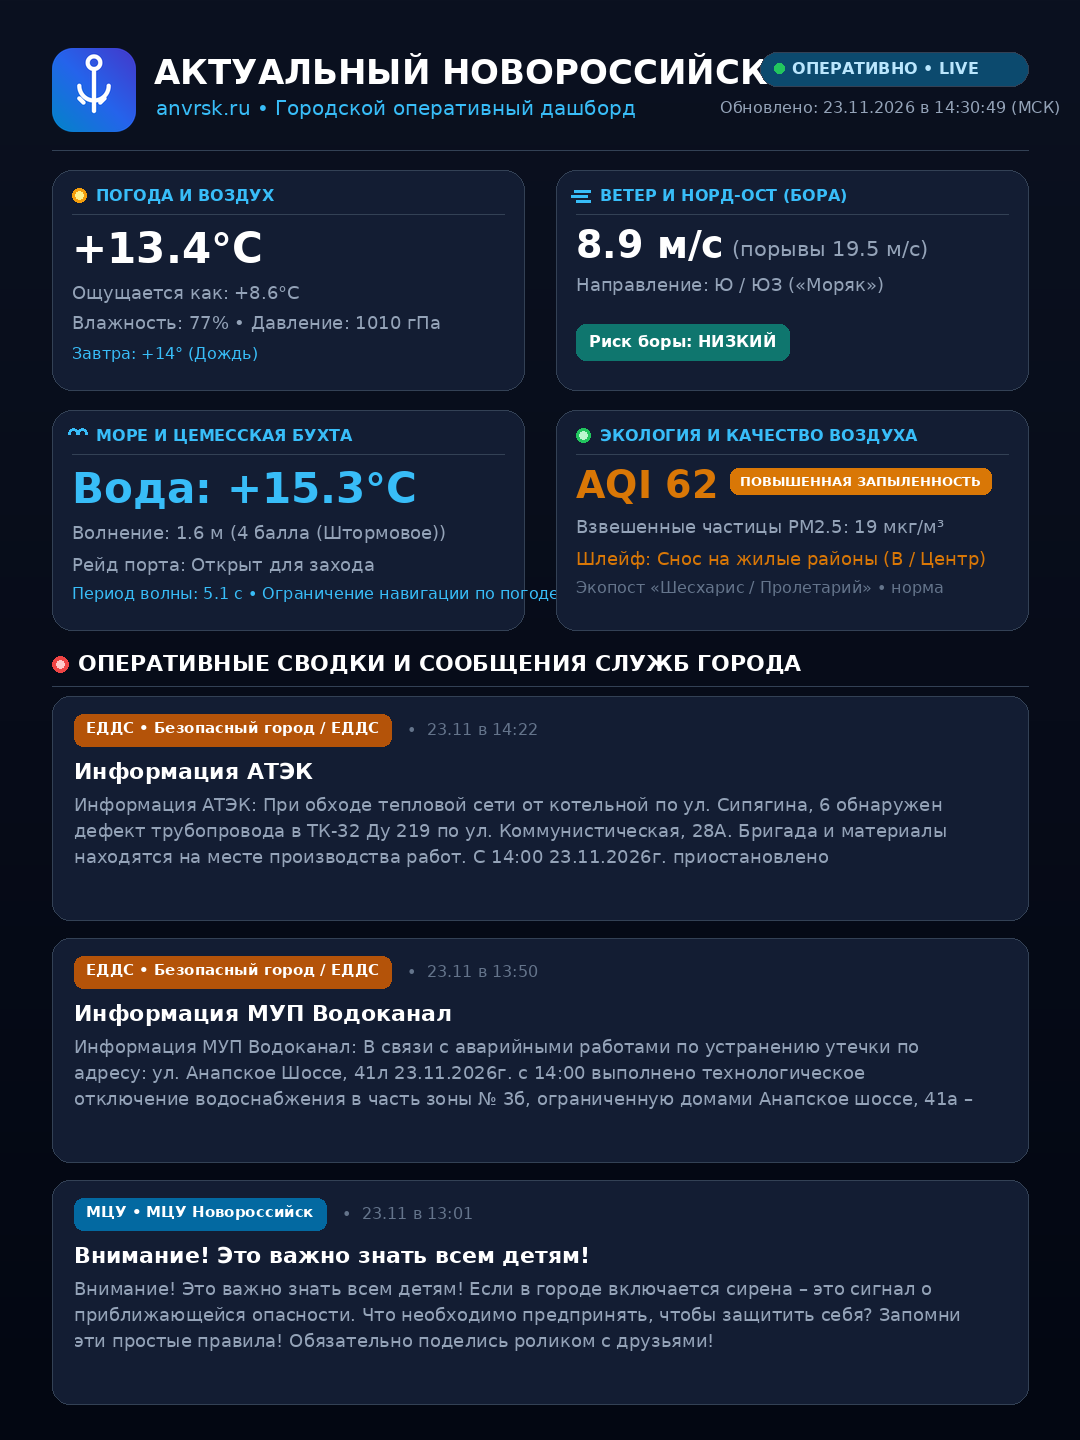 АКТУАЛЬНЫЙ НОВОРОССИЙСК
ОПЕРАТИВНО • LIVE
anvrsk.ru • Городской оперативный дашборд
Обновлено: 23.11.2026 в 14:30:49 (МСК)
ПОГОДА И ВОЗДУХ
+13.4°C
Ощущается как: +8.6°C
Влажность: 77% • Давление: 1010 гПа
Завтра: +14° (Дождь)
ВЕТЕР И НОРД-ОСТ (БОРА)
8.9 м/с (порывы 19.5 м/с)
Направление: Ю / ЮЗ («Моряк»)
Риск боры: НИЗКИЙ
МОРЕ И ЦЕМЕССКАЯ БУХТА
Вода: +15.3°C
Волнение: 1.6 м (4 балла (Штормовое))
Рейд порта: Открыт для захода
Период волны: 5.1 с • Ограничение навигации по погоде
ЭКОЛОГИЯ И КАЧЕСТВО ВОЗДУХА
AQI 62 ПОВЫШЕННАЯ ЗАПЫЛЕННОСТЬ
Взвешенные частицы PM2.5: 19 мкг/м³
Шлейф: Снос на жилые районы (В / Центр)
Экопост «Шесхарис / Пролетарий» • норма
ОПЕРАТИВНЫЕ СВОДКИ И СООБЩЕНИЯ СЛУЖБ ГОРОДА
ЕДДС • Безопасный город / ЕДДС • 23.11 в 14:22
Информация АТЭК
Информация АТЭК: При обходе тепловой сети от котельной по ул. Сипягина, 6 обнаружен
дефект трубопровода в ТК-32 Ду 219 по ул. Коммунистическая, 28А. Бригада и материалы
находятся на месте производства работ. С 14:00 23.11.2026г. приостановлено
ЕДДС • Безопасный город / ЕДДС • 23.11 в 13:50
Информация МУП Водоканал
Информация МУП Водоканал: В связи с аварийными работами по устранению утечки по
адресу: ул. Анапское Шоссе, 41л 23.11.2026г. с 14:00 выполнено технологическое
отключение водоснабжения в часть зоны № 3б, ограниченную домами Анапское шоссе, 41а –
МЦУ • МЦУ Новороссийск • 23.11 в 13:01
Внимание! Это важно знать всем детям!
Внимание! Это важно знать всем детям! Если в городе включается сирена – это сигнал о
приближающейся опасности. Что необходимо предпринять, чтобы защитить себя? Запомни
эти простые правила! Обязательно поделись роликом с друзьями!